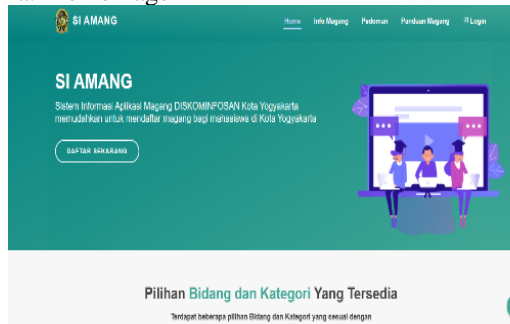 SI AMANG
Home Info Magang Pedoman Panduan Magang Login
SI AMANG
Sistem Informasi Aplikasi Magang DISKOMINFOSAN Kota Yogyakarta
memudahkan untuk mendaftar magang bagi mahasiswa di Kota Yogyakarta
DAFTAR SEKARANG
Pilihan Bidang dan Kategori Yang Tersedia
Terdapat beberapa pilihan Bidang dan Kategori yang sesuai dengan